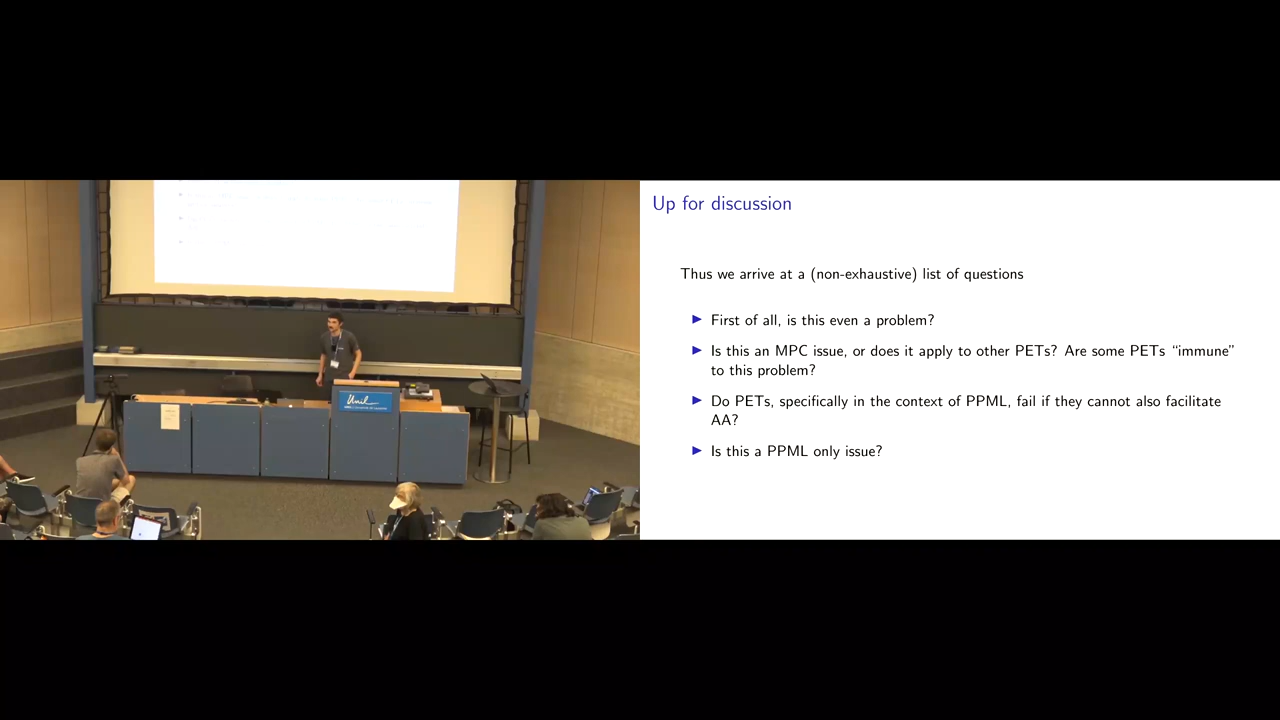 Up for discussion
Thus we arrive at a (non-exhaustive) list of questions
▶ First of all, is this even a problem?
▶ Is this an MPC issue, or does it apply to other PETs? Are some PETs “immune”
to this problem?
▶ Do PETs, specifically in the context of PPML, fail if they cannot also facilitate
AA?
▶ Is this a PPML only issue?
Unil